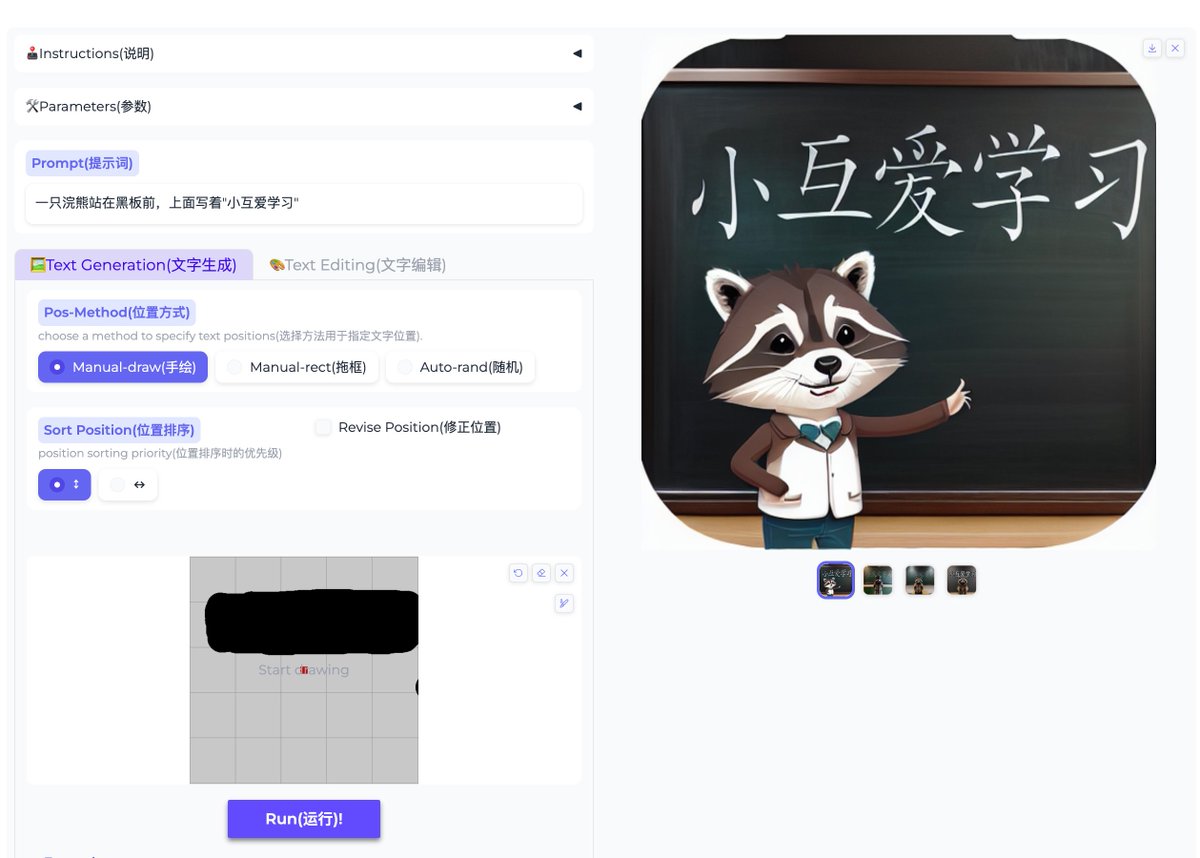 Instructions(说明)
Parameters(参数)
Prompt(提示词)
一只浣熊站在黑板前，上面写着"小互爱学习"
Text Generation(文字生成)
Text Editing(文字编辑)
Pos-Method(位置方式)
choose a method to specify text positions(选择方法用于指定文字位置).
Manual-draw(手绘)
Manual-rect(拖框)
Auto-rand(随机)
Sort Position(位置排序)
Revise Position(修正位置)
position sorting priority(位置排序时的优先级)
Start drawing
Run(运行)!
小互爱学习